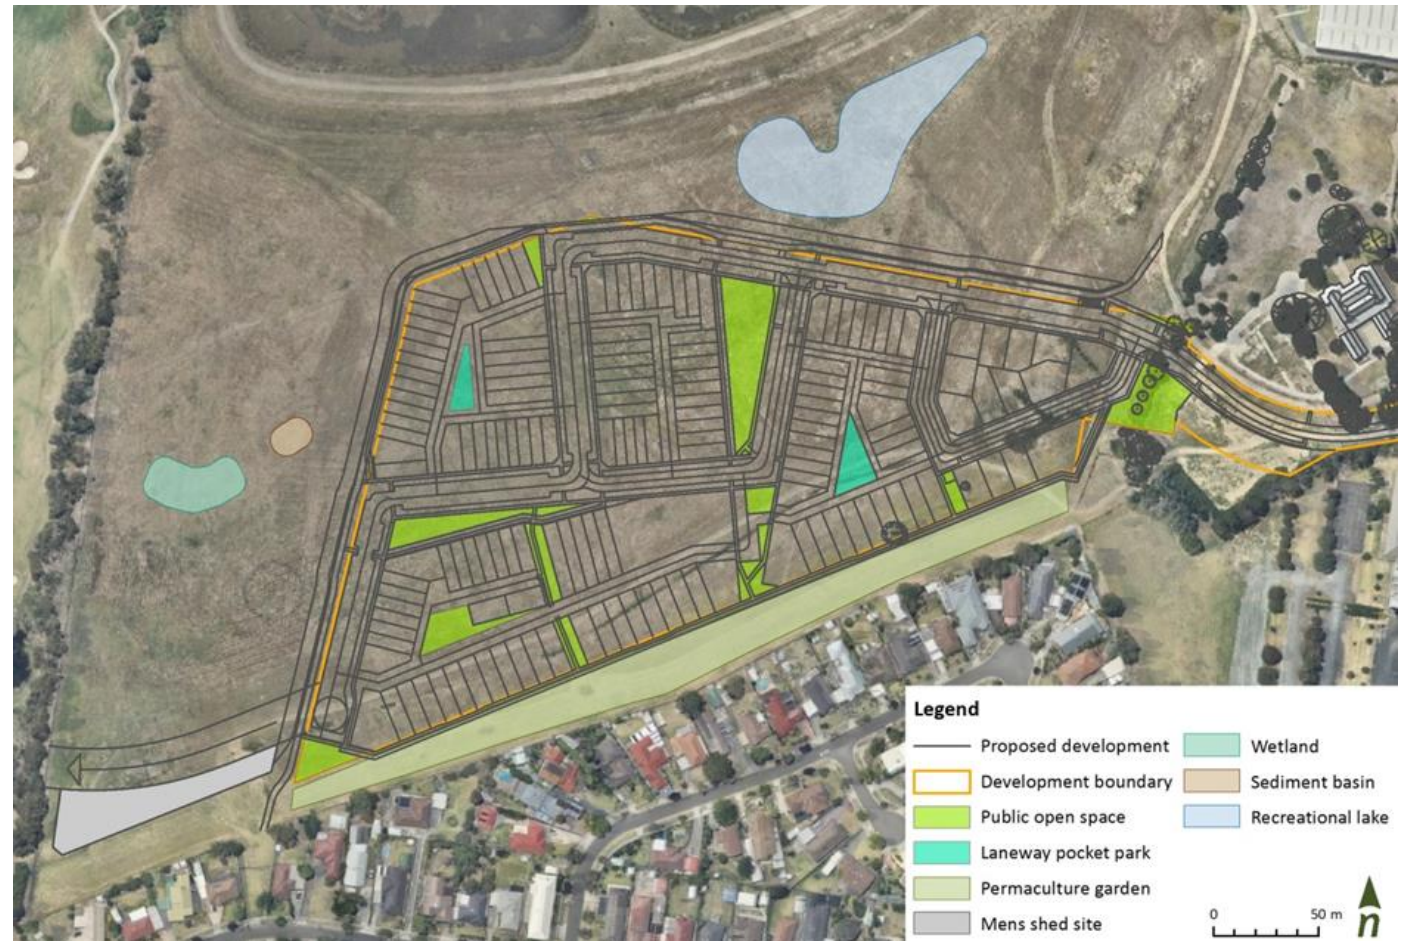 Legend
Proposed development
Development boundary
Public open space
Laneway pocket park
Permaculture garden
Mens shed site
Wetland
Sediment basin
Recreational lake
0 50 m
n